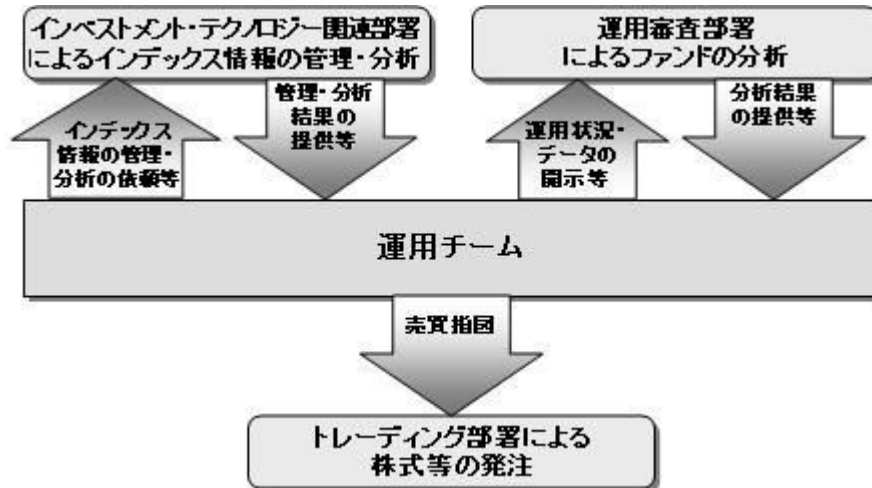 インベストメント・テクノロジー関連部署
によるインデックス情報の管理・分析
運用審査部署
によるファンドの分析
インデックス
情報の管理・
分析の依頼等
管理・分析
結果の
提供等
運用状況・
データの
開示等
分析結果
の提供等
運用チーム
売買指図
トレーディング部署による
株式等の発注